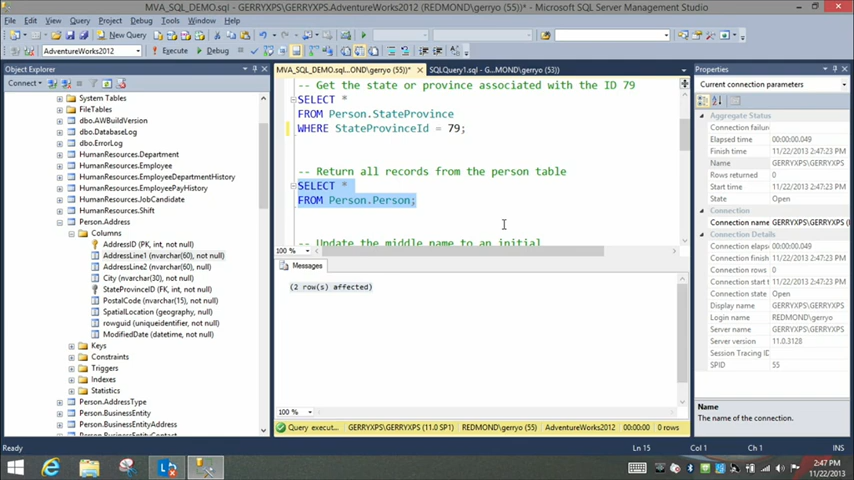 MVA_SQL_DEMO.sql - GERRYXPS\GERRYXPS.AdventureWorks2012 (REDMOND\gerryo (55))* - Microsoft SQL Server Management Studio
File Edit View Query Project Debug Tools Window Help
New Query
AdventureWorks2012
Execute
Debug
Object Explorer
Connect
System Tables
FileTables
dbo.AWBuildVersion
dbo.DatabaseLog
dbo.ErrorLog
HumanResources.Department
HumanResources.Employee
HumanResources.EmployeeDepartmentHistory
HumanResources.EmployeePayHistory
HumanResources.JobCandidate
HumanResources.Shift
Person.Address
Columns
AddressID (PK, int, not null)
AddressLine1 (nvarchar(60), not null)
AddressLine2 (nvarchar(60), null)
City (nvarchar(30), not null)
StateProvinceID (FK, int, not null)
PostalCode (nvarchar(15), not null)
SpatialLocation (geography, null)
rowguid (uniqueidentifier, not null)
ModifiedDate (datetime, not null)
Keys
Constraints
Triggers
Indexes
Statistics
Person.AddressType
Person.BusinessEntity
Person.BusinessEntityAddress
MVA_SQL_DEMO.sql...OND\gerryo (55))*
SQLQuery1.sql - G...MOND\gerryo (53))
-- Get the state or province associated with the ID 79
SELECT *
FROM Person.StateProvince
WHERE StateProvinceId = 79;
-- Return all records from the person table
SELECT *
FROM Person.Person;
-- Update the middle name to an initial
100 %
Messages
(2 row(s) affected)
100 %
Query execut...
GERRYXPS\GERRYXPS (11.0 SP1)
REDMOND\gerryo (55)
AdventureWorks2012
00:00:00
0 rows
Properties
Current connection parameters
Aggregate Status
Connection failure
Elapsed time 00:00:00.049
Finish time 11/22/2013 2:47:23 PM
Name GERRYXPS\GERRYXPS
Rows returned 0
Start time 11/22/2013 2:47:23 PM
State Open
Connection
Connection name GERRYXPS\GERRYXPS (
Connection Details
Connection elapse 00:00:00.049
Connection finish 11/22/2013 2:47:23 PM
Connection rows 0
Connection start t 11/22/2013 2:47:23 PM
Connection state Open
Display name GERRYXPS\GERRYXPS
Login name REDMOND\gerryo
Server name GERRYXPS\GERRYXPS
Server version 11.0.3128
Session Tracing ID
SPID 55
Name
The name of the connection.
Ready
Ln 15
Col 1
Ch 1
INS
2:47 PM
11/22/2013